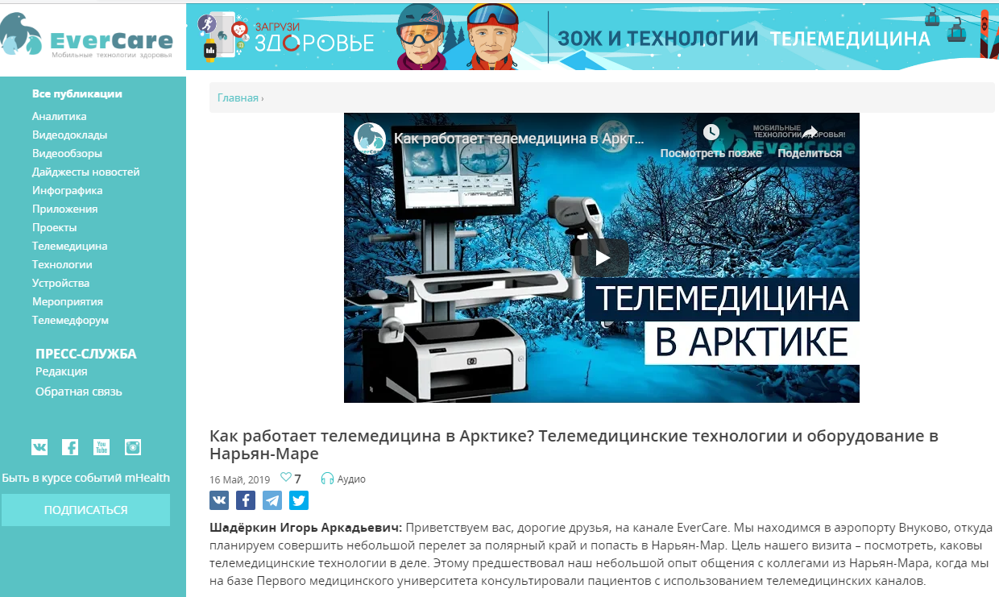 EverCare
Мобильные технологии здоровья
ЗАГРУЗИ
ЗДОРОВЬЕ
ЗОЖ И ТЕХНОЛОГИИ ТЕЛЕМЕДИЦИНА
Все публикации
Аналитика
Видеодоклады
Видеообзоры
Дайджесты новостей
Инфографика
Приложения
Проекты
Телемедицина
Технологии
Устройства
Мероприятия
Телемедфорум
ПРЕСС-СЛУЖБА
Редакция
Обратная связь
You
Tube
Быть в курсе событий mHealth
ПОДПИСАТЬСЯ
Главная ›
EverCare
Как работает телемедицина в Аркт...
МОБИЛЬНЫЕ
ТЕХНОЛОГИИ ЗДОРОВЬЯ!
EverCare
Посмотреть позже Поделиться
hp
ТЕЛЕМЕДИЦИНА
В АРКТИКЕ
Как работает телемедицина в Арктике? Телемедицинские технологии и оборудование в
Нарьян-Маре
16 Май, 2019 7 Аудио
Шадёркин Игорь Аркадьевич: Приветствуем вас, дорогие друзья, на канале EverCare. Мы находимся в аэропорту Внуково, откуда
планируем совершить небольшой перелет за полярный край и попасть в Нарьян-Мар. Цель нашего визита – посмотреть, каковы
телемедицинские технологии в деле. Этому предшествовал наш небольшой опыт общения с коллегами из Нарьян-Мара, когда мы
на базе Первого медицинского университета консультировали пациентов с использованием телемедицинских каналов.